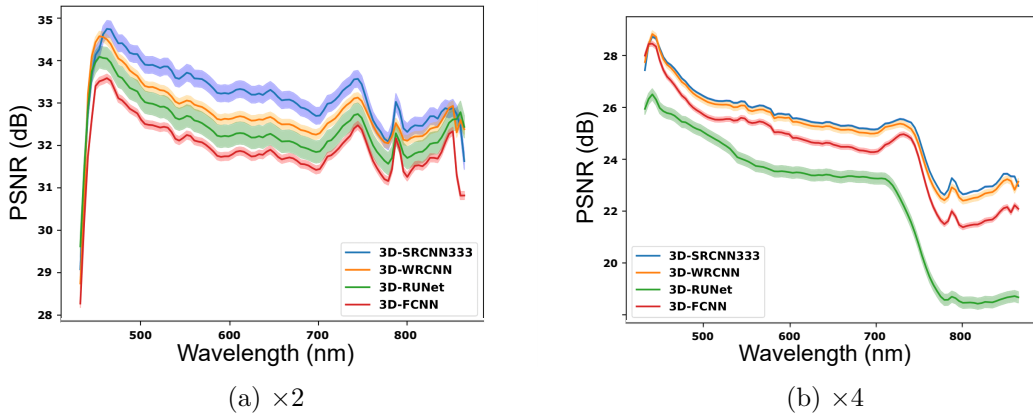 35
34
33
32
31
30
29
28
PSNR (dB)
500
600
700
800
Wavelength (nm)
3D-SRCNN333
3D-WRCNN
3D-RUNet
3D-FCNN
(a) ×2
28
26
24
22
20
PSNR (dB)
500
600
700
800
Wavelength (nm)
3D-SRCNN333
3D-WRCNN
3D-RUNet
3D-FCNN
(b) ×4